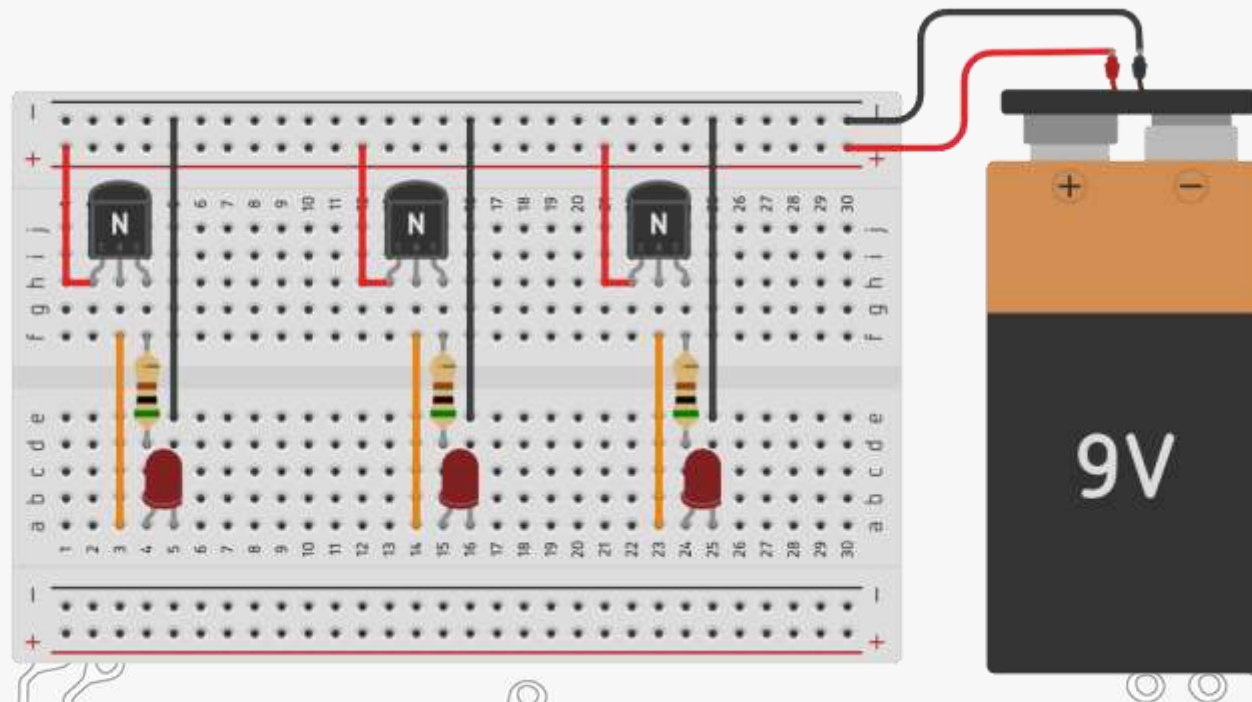 −
−
+
+
+
−
6 7 8 9 10 11 17 18 19 20 26 27 28 29 30
N
N
N
j
j
i
i
h
h
g
g
f
f
9V
e
e
d
d
c
c
b
b
a
a
1 2 3 4 5 6 7 8 9 10 11 12 13 14 15 16 17 18 19 20 21 22 23 24 25 26 27 28 29 30
−
−
+
+